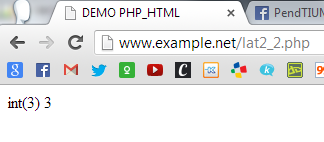 DEMO PHP_HTML
PendTIUM
www.example.net/lat2_2.php
int(3) 3